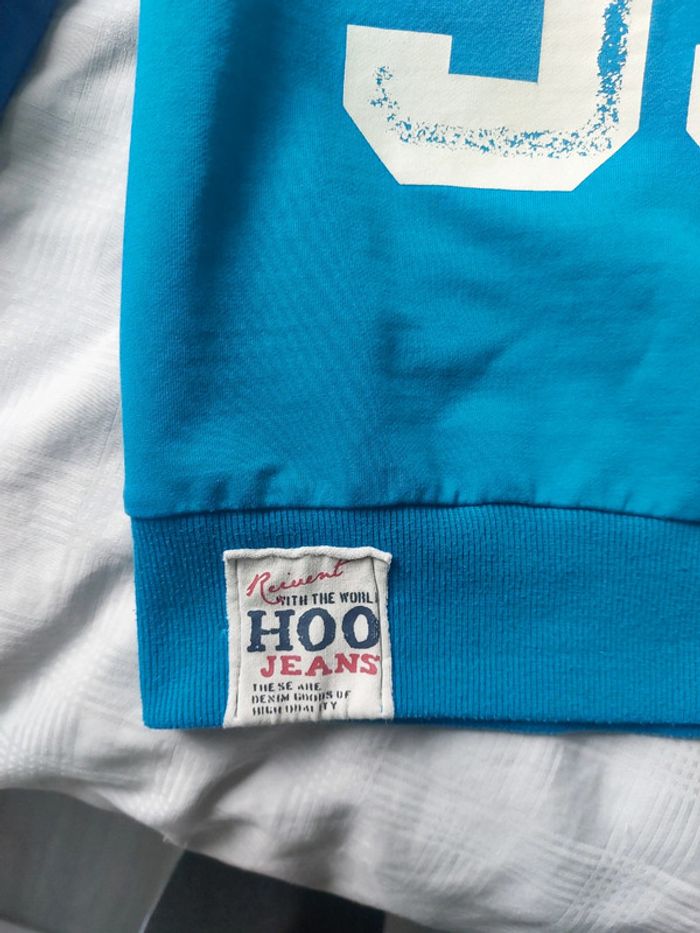 Reivent
WITH THE WORL
HOO
JEANS
THESE ARE
DENIM GOODS OF
HIGH QUALITY